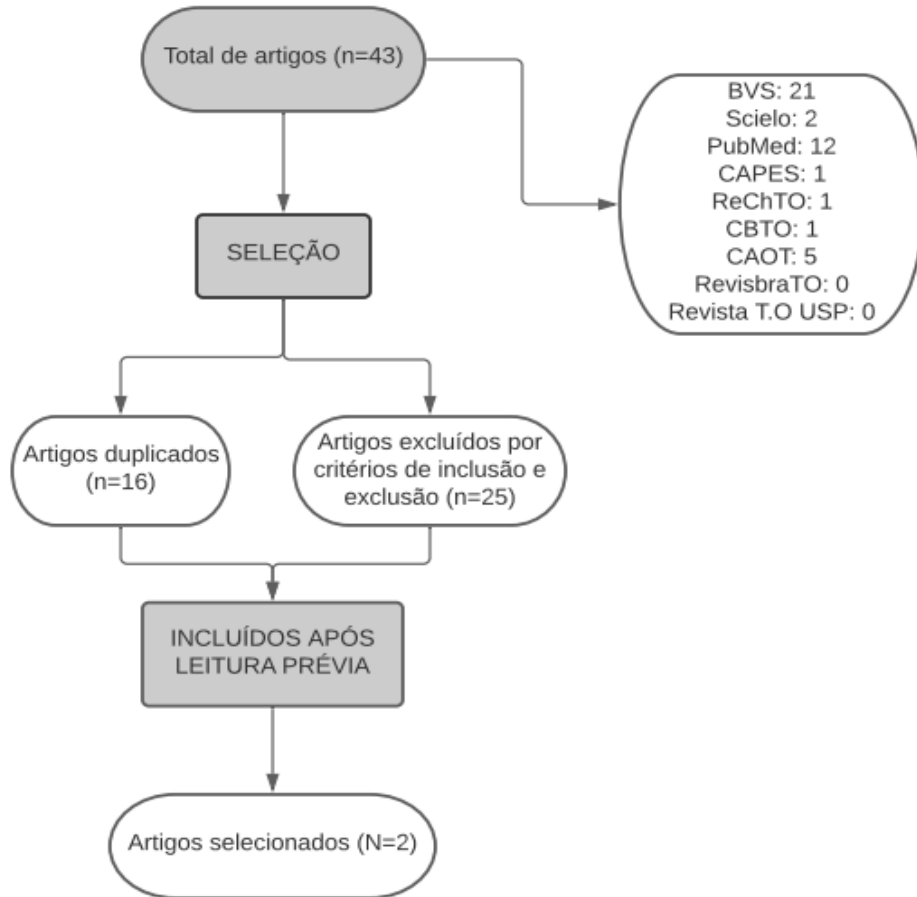 Total de artigos (n=43)
BVS: 21
Scielo: 2
PubMed: 12
CAPES: 1
ReChTO: 1
CBTO: 1
CAOT: 5
RevisbraTO: 0
Revista T.O USP: 0
SELEÇÃO
Artigos duplicados
(n=16)
Artigos excluídos por
critérios de inclusão e
exclusão (n=25)
INCLUÍDOS APÓS
LEITURA PRÉVIA
Artigos selecionados (N=2)